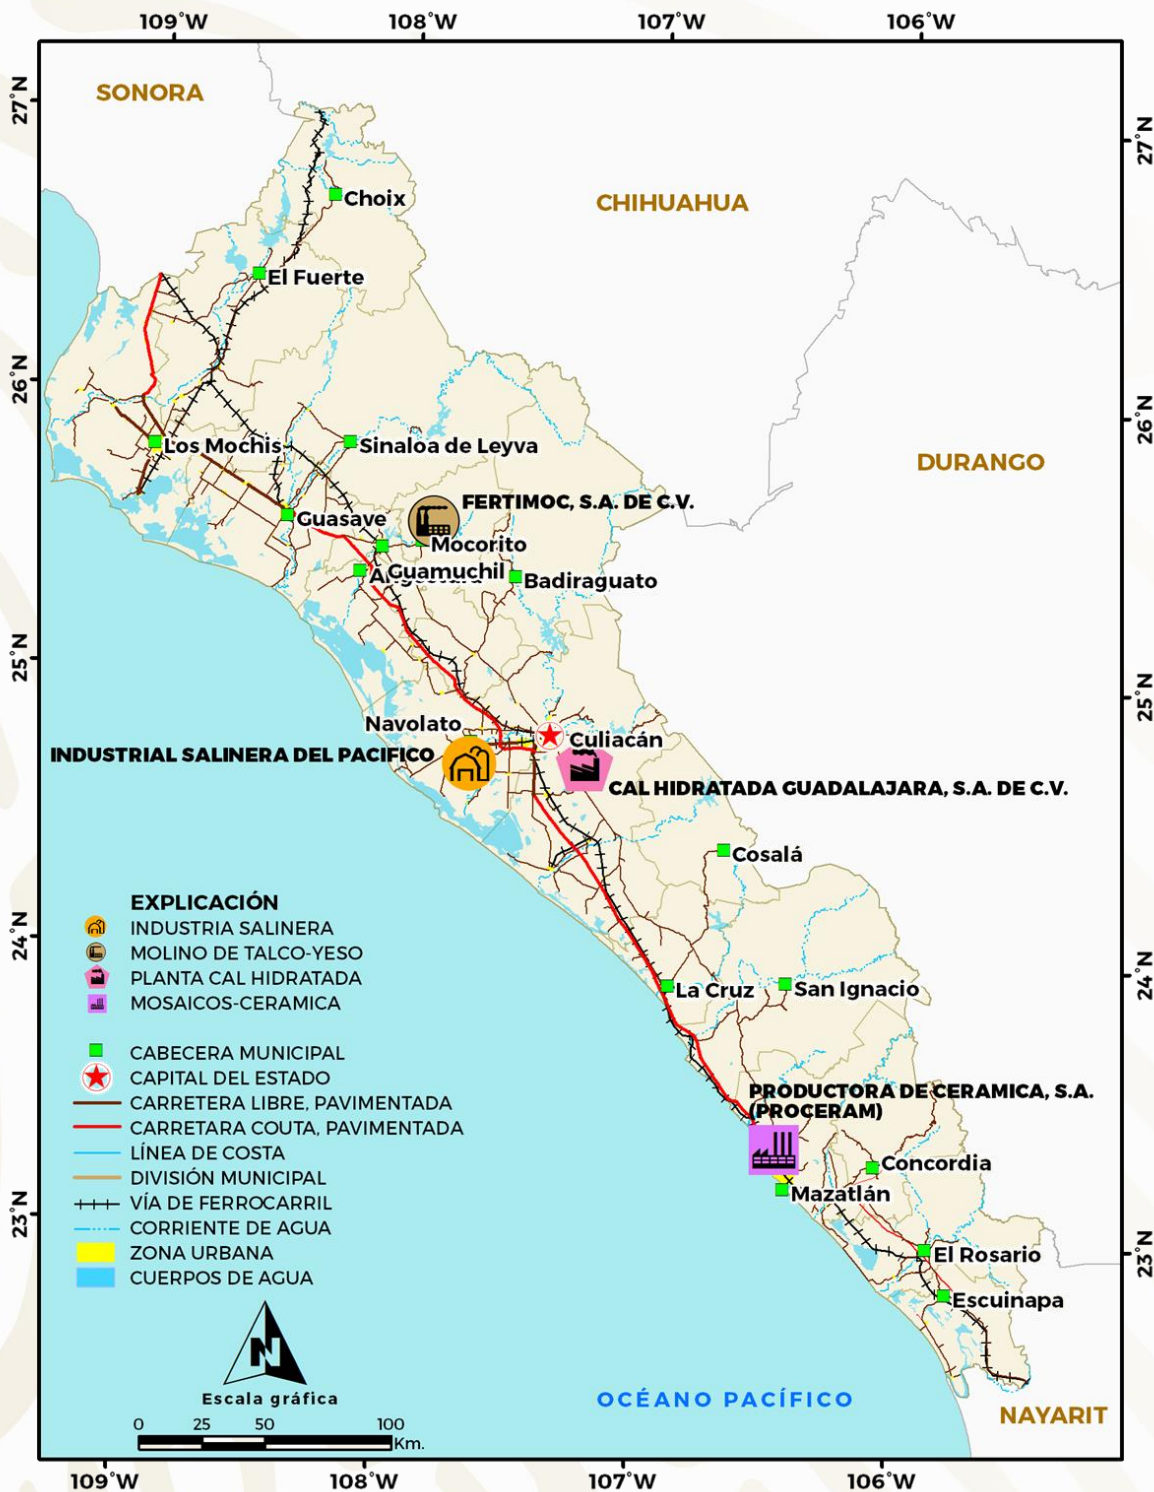 109°W 108°W 107°W 106°W
27°N
26°N
25°N
24°N
23°N
27°N
26°N
25°N
24°N
23°N
SONORA
CHIHUAHUA
DURANGO
Choix
El Fuerte
Los Mochis
Sinaloa de Leyva
FERTIMOC, S.A. DE C.V.
Guasave
Mocorito
Guamuchil
Badiraguato
Navolato
Culiacán
INDUSTRIAL SALINERA DEL PACIFICO
CAL HIDRATADA GUADALAJARA, S.A. DE C.V.
Cosalá
La Cruz
San Ignacio
PRODUCTORA DE CERAMICA, S.A.
(PROCERAM)
Concordia
Mazatlán
El Rosario
Escuinapa
EXPLICACIÓN
INDUSTRIA SALINERA
MOLINO DE TALCO-YESO
PLANTA CAL HIDRATADA
MOSAICOS-CERAMICA
CABECERA MUNICIPAL
CAPITAL DEL ESTADO
CARRETERA LIBRE, PAVIMENTADA
CARRETARA COUTA, PAVIMENTADA
LÍNEA DE COSTA
DIVISIÓN MUNICIPAL
VÍA DE FERROCARRIL
CORRIENTE DE AGUA
ZONA URBANA
CUERPOS DE AGUA
N
Escala gráfica
0 25 50 100
Km.
OCÉANO PACÍFICO
NAYARIT
109°W 108°W 107°W 106°W